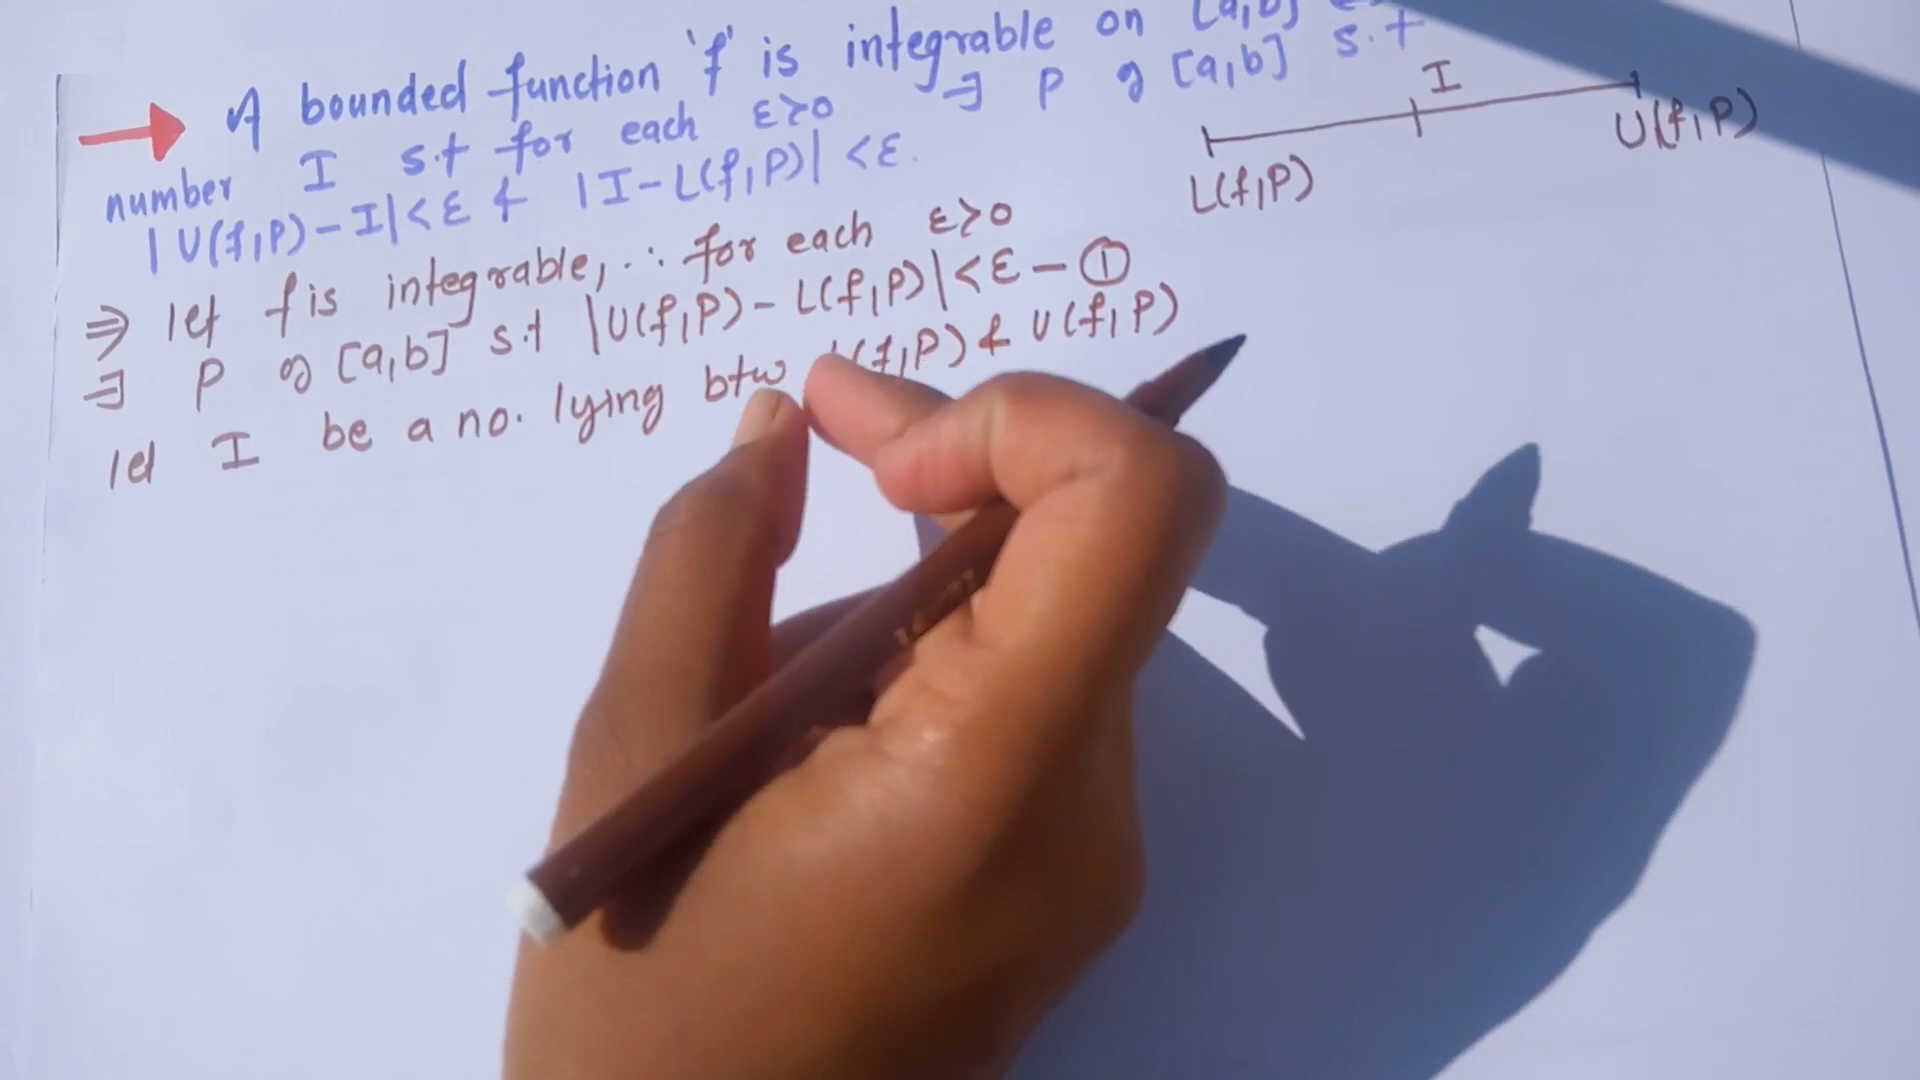 A bounded function 'f' is integrable on [a,b]
number I s.t for each ε>0 ∃ P of [a,b] s.t
|U(f,P)-I|<ε & |I-L(f,P)|<ε.
I
L(f,P)
U(f,P)
⇒ let f is integrable, ∴ for each ε>0
∃ P of [a,b] s.t |U(f,P)-L(f,P)|<ε-①
let I be a no. lying btw L(f,P) & U(f,P)